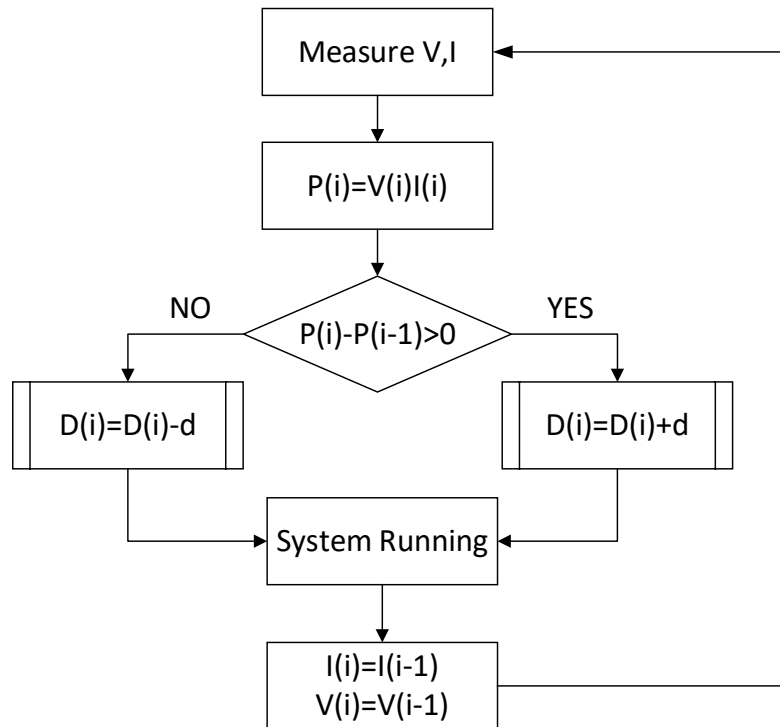 Measure V,I
P(i)=V(i)I(i)
NO
YES
P(i)-P(i-1)>0
D(i)=D(i)-d
D(i)=D(i)+d
System Running
I(i)=I(i-1)
V(i)=V(i-1)